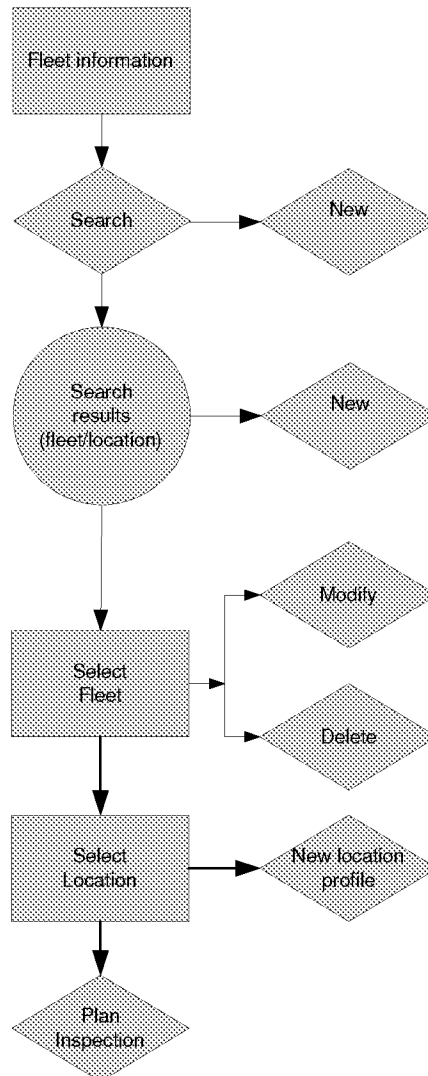 Fleet information
Search
New
Search
results
(fleet/location)
New
Modify
Select
Fleet
Delete
Select
Location
New location
profile
Plan
Inspection